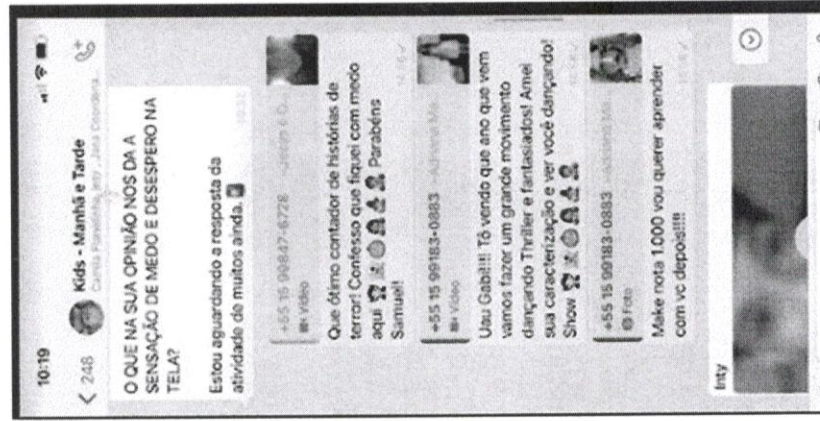 10:19
248
Kids - Manhã e Tarde
O QUE NA SUA OPINIÃO NOS DA A
SENSAÇÃO DE MEDO E DESESPERO NA
TELA?
Estou aguardando a resposta da
atividade de muitos ainda.
+55 15 99847-6728
Vídeo
Que ótimo contador de histórias de
terror! Confesso que fiquei com medo
aqui Parabéns
Samuel!
+55 15 99183-0883
Vídeo
Uau Gabi!!!! Tô vendo que ano que vem
vamos fazer um grande movimento
dançando Thriller e fantasiados! Amei
sua caracterização e ver você dançando!
Show
+55 15 99183-0883
Foto
Make nota 1.000 vou querer aprender
com vc depois!!!!
Inty